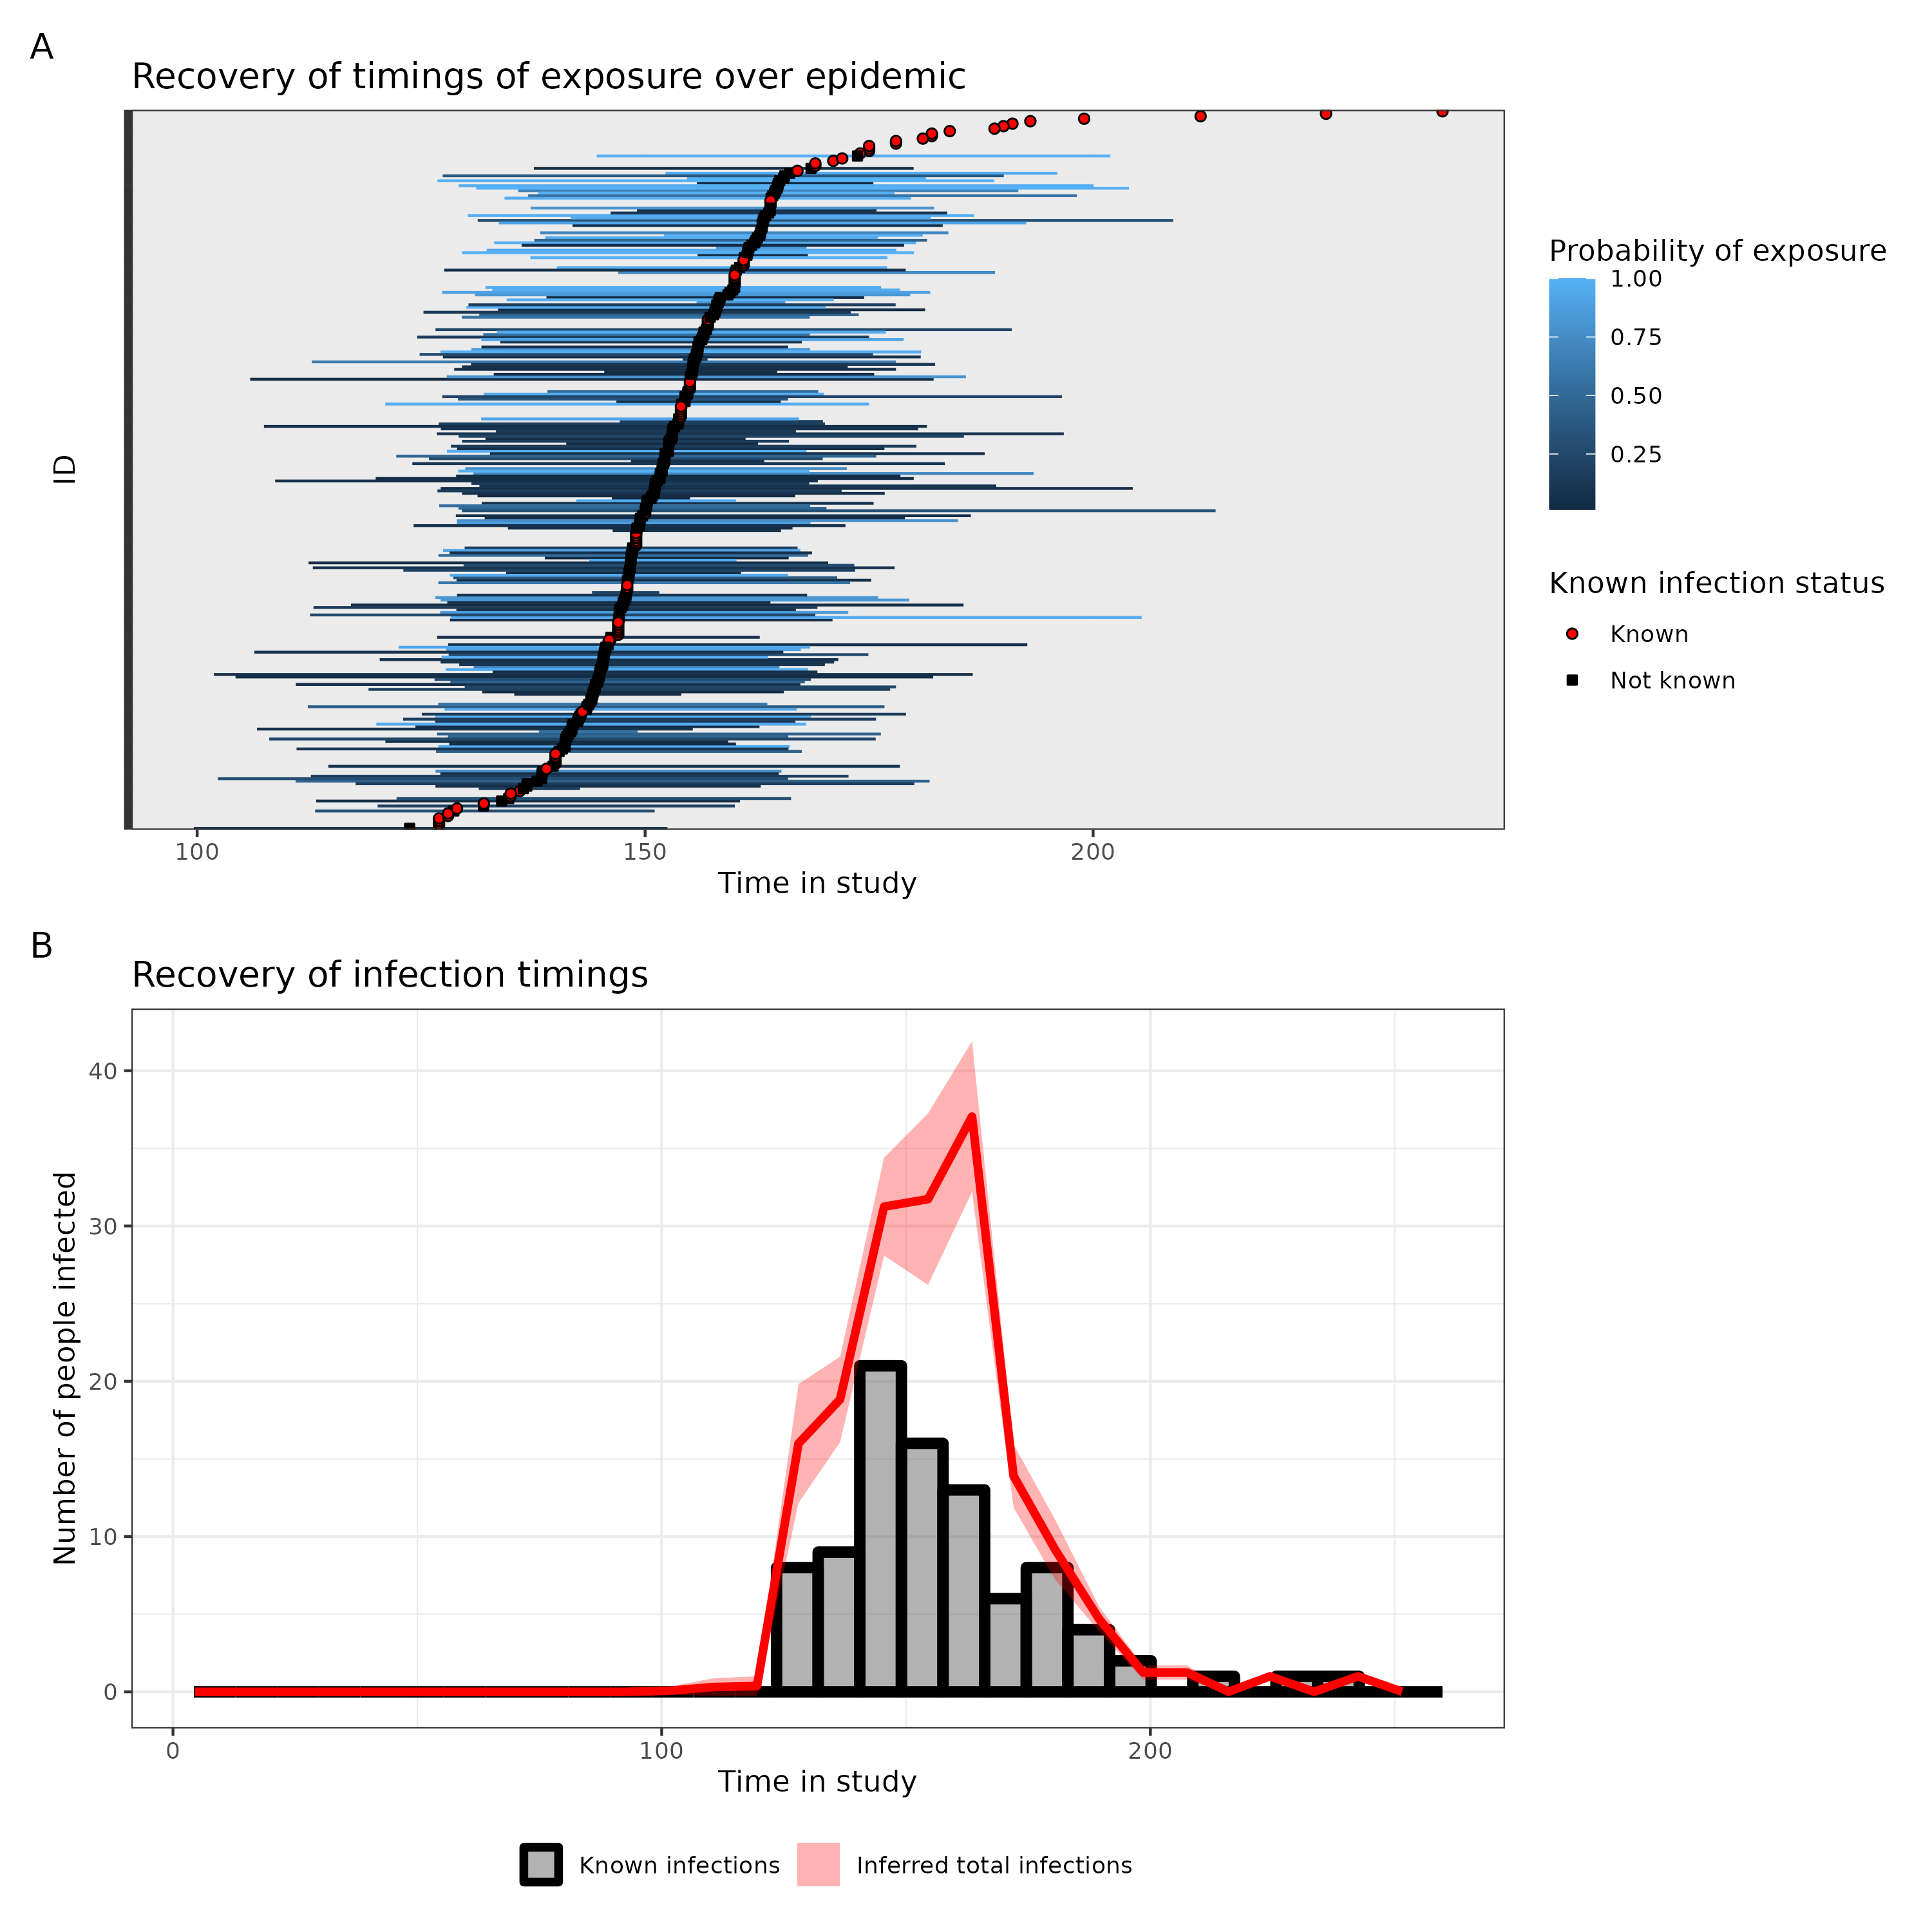 A
Recovery of timings of exposure over epidemic
ID
100
150
200
Time in study
Probability of exposure
1.00
0.75
0.50
0.25
Known infection status
Known
Not known
B
Recovery of infection timings
Number of people infected
40
30
20
10
0
0
100
200
Time in study
Known infections
Inferred total infections